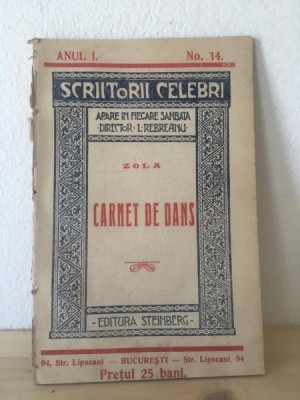 ANUL I. No. 14.
SCRIITORII CELEBRI
APARE IN FIECARE SAMBATA
·DIRECTOR·L·REBREANU·
ZOLA
CARNET DE DANS
- EDITURA STEINBERG -
94, Str. Lipscani — BUCUREȘTI — Str. Lipscani, 94
Prețul 25 bani.